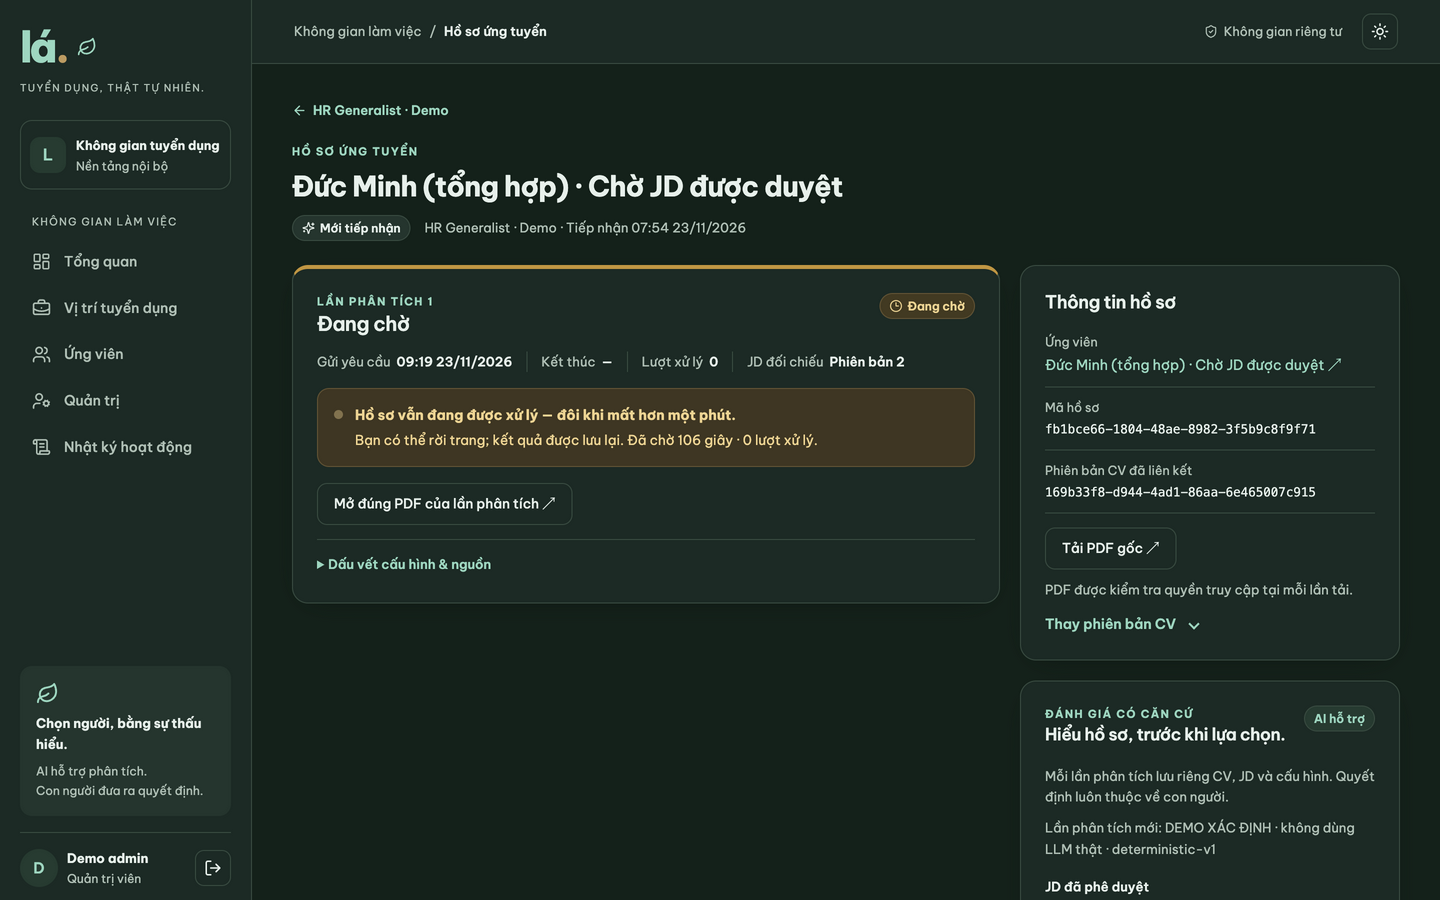 lá.
TUYỂN DỤNG, THẬT TỰ NHIÊN.
L
Không gian tuyển dụng
Nền tảng nội bộ
KHÔNG GIAN LÀM VIỆC
Tổng quan
Vị trí tuyển dụng
Ứng viên
Quản trị
Nhật ký hoạt động
Chọn người, bằng sự thấu
hiểu.
AI hỗ trợ phân tích.
Con người đưa ra quyết định.
D
Demo admin
Quản trị viên
Không gian làm việc / Hồ sơ ứng tuyển
Không gian riêng tư
← HR Generalist · Demo
HỒ SƠ ỨNG TUYỂN
Đức Minh (tổng hợp) · Chờ JD được duyệt
Mới tiếp nhận
HR Generalist · Demo · Tiếp nhận 07:54 23/11/2026
LẦN PHÂN TÍCH 1
Đang chờ
Đang chờ
Gửi yêu cầu 09:19 23/11/2026
Kết thúc –
Lượt xử lý 0
JD đối chiếu Phiên bản 2
Hồ sơ vẫn đang được xử lý — đôi khi mất hơn một phút.
Bạn có thể rời trang; kết quả được lưu lại. Đã chờ 106 giây · 0 lượt xử lý.
Mở đúng PDF của lần phân tích ↗
▶ Dấu vết cấu hình & nguồn
Thông tin hồ sơ
Ứng viên
Đức Minh (tổng hợp) · Chờ JD được duyệt ↗
Mã hồ sơ
fb1bce66-1804-48ae-8982-3f5b9c8f9f71
Phiên bản CV đã liên kết
169b33f8-d944-4ad1-86aa-6e465007c915
Tải PDF gốc ↗
PDF được kiểm tra quyền truy cập tại mỗi lần tải.
Thay phiên bản CV
ĐÁNH GIÁ CÓ CĂN CỨ
AI hỗ trợ
Hiểu hồ sơ, trước khi lựa chọn.
Mỗi lần phân tích lưu riêng CV, JD và cấu hình. Quyết
định luôn thuộc về con người.
Lần phân tích mới: DEMO XÁC ĐỊNH · không dùng
LLM thật · deterministic-v1
JD đã phê duyệt